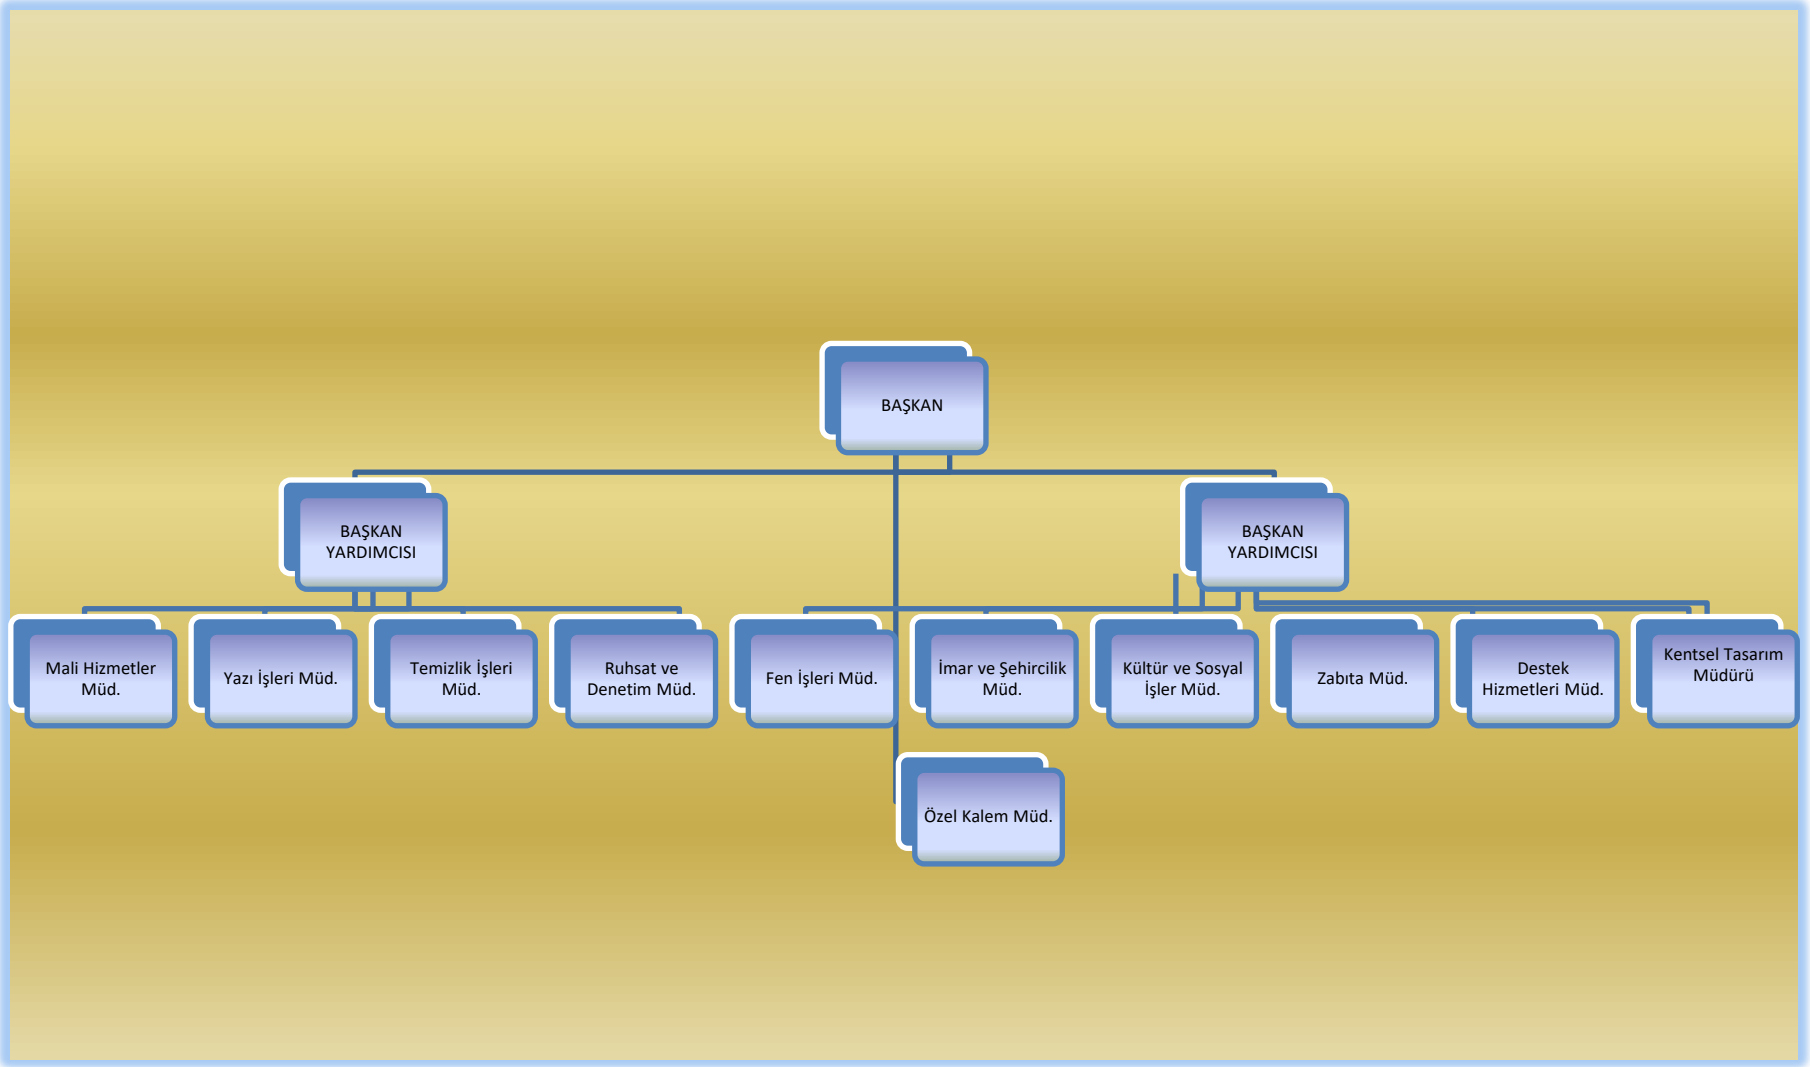 BAŞKAN
BAŞKAN
YARDIMCISI
BAŞKAN
YARDIMCISI
Mali Hizmetler
Müd.
Yazı İşleri Müd.
Temizlik İşleri
Müd.
Ruhsat ve
Denetim Müd.
Fen İşleri Müd.
İmar ve Şehircilik
Müd.
Kültür ve Sosyal
İşler Müd.
Zabıta Müd.
Destek
Hizmetleri Müd.
Kentsel Tasarım
Müdürü
Özel Kalem Müd.